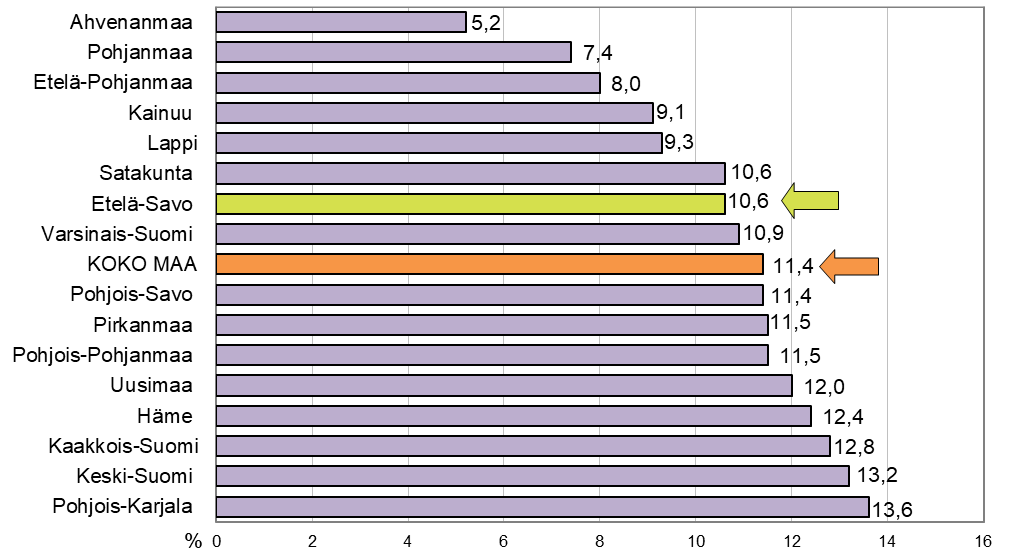 Ahvenanmaa 5,2
Pohjanmaa 7,4
Etelä-Pohjanmaa 8,0
Kainuu 9,1
Lappi 9,3
Satakunta 10,6
Etelä-Savo 10,6
Varsinais-Suomi 10,9
KOKO MAA 11,4
Pohjois-Savo 11,4
Pirkanmaa 11,5
Pohjois-Pohjanmaa 11,5
Uusimaa 12,0
Häme 12,4
Kaakkois-Suomi 12,8
Keski-Suomi 13,2
Pohjois-Karjala 13,6
% 0 2 4 6 8 10 12 14 16